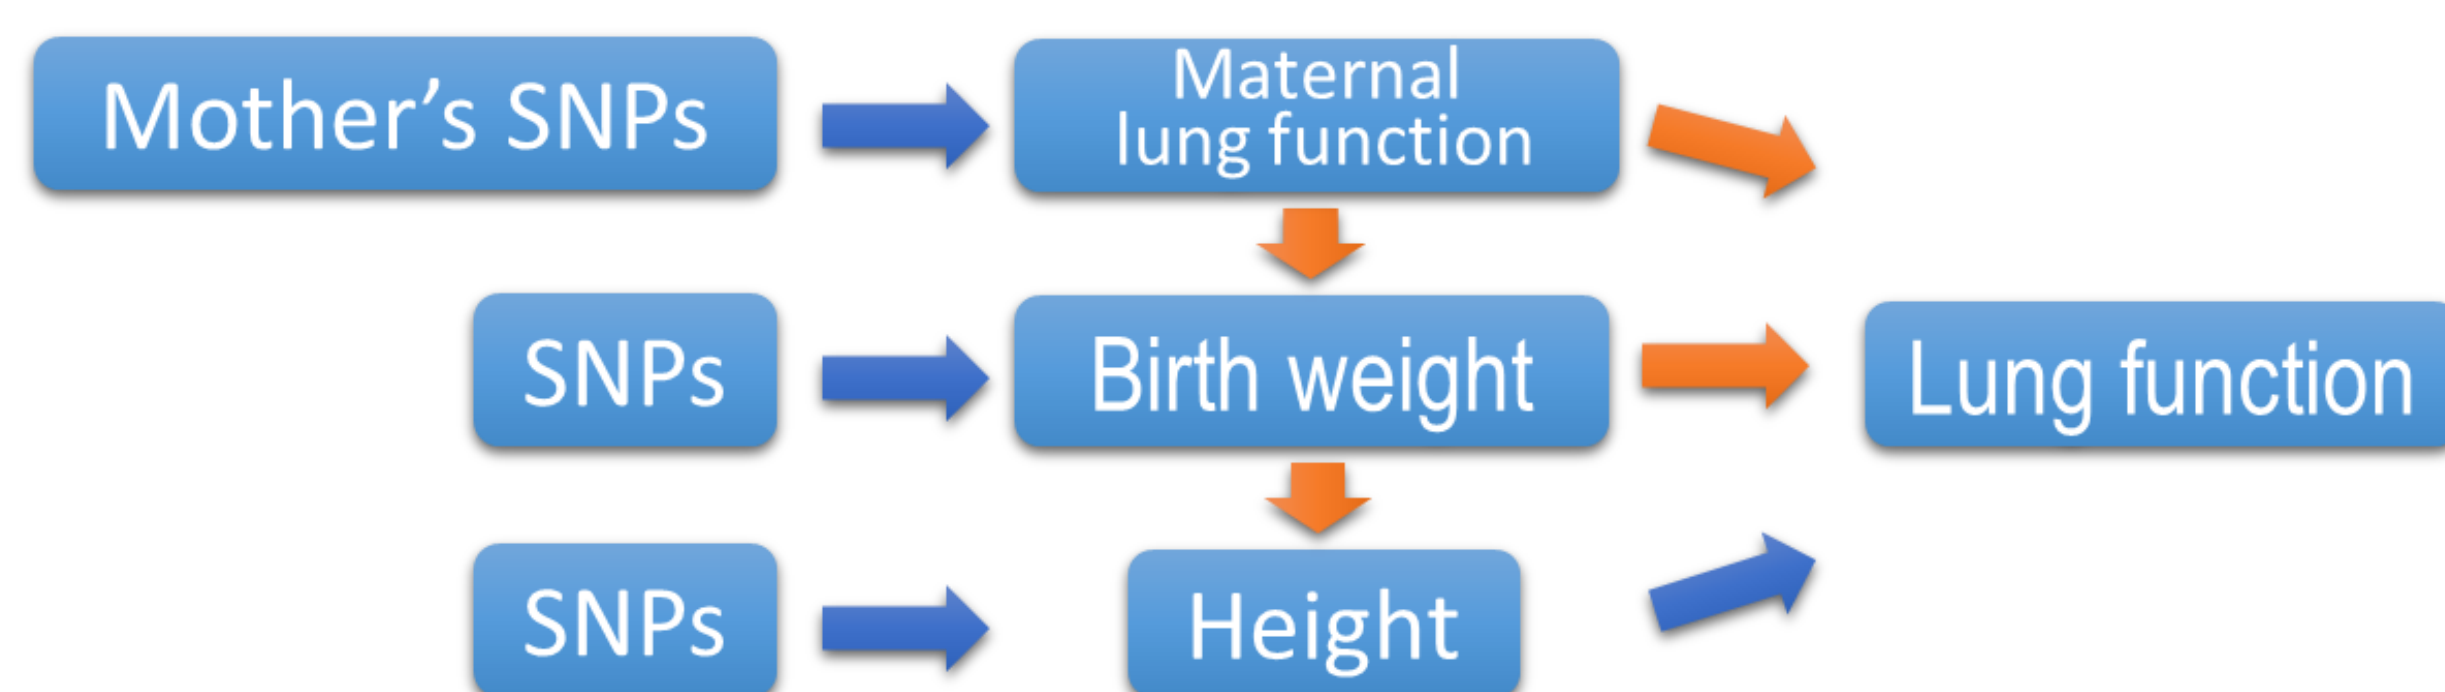 Mother’s SNPs
Maternal
lung function
SNPs
Birth weight
Lung function
SNPs
Height